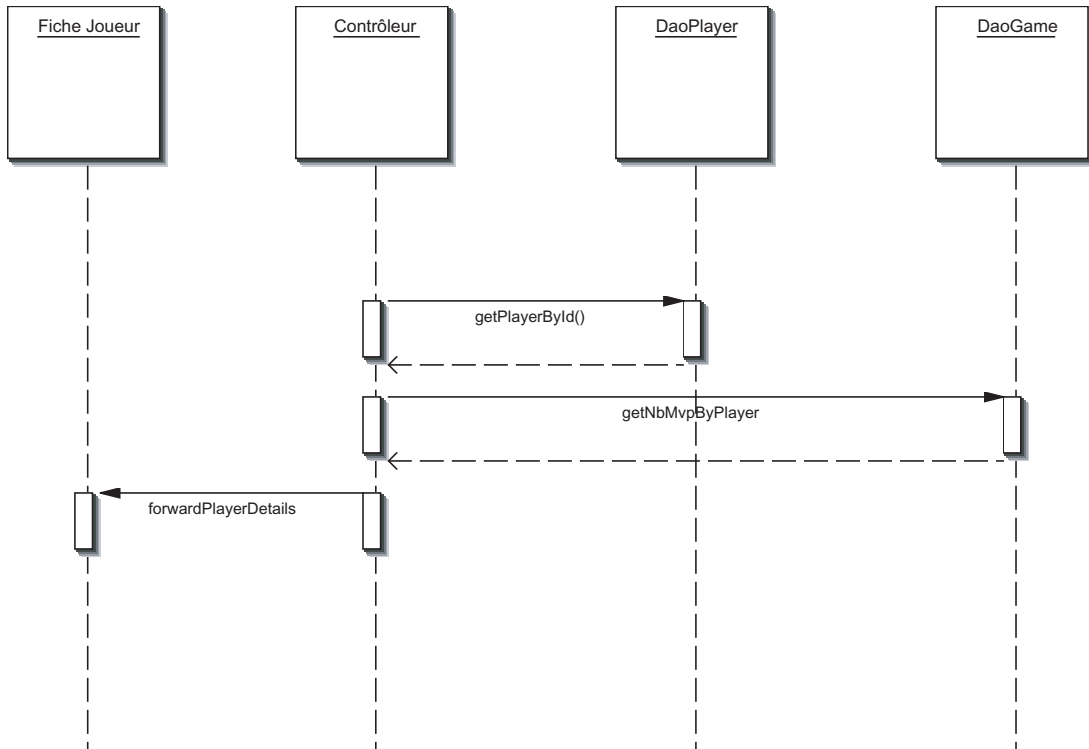 Fiche Joueur
Contrôleur
DaoPlayer
DaoGame
getPlayerById()
getNbMvpByPlayer
forwardPlayerDetails